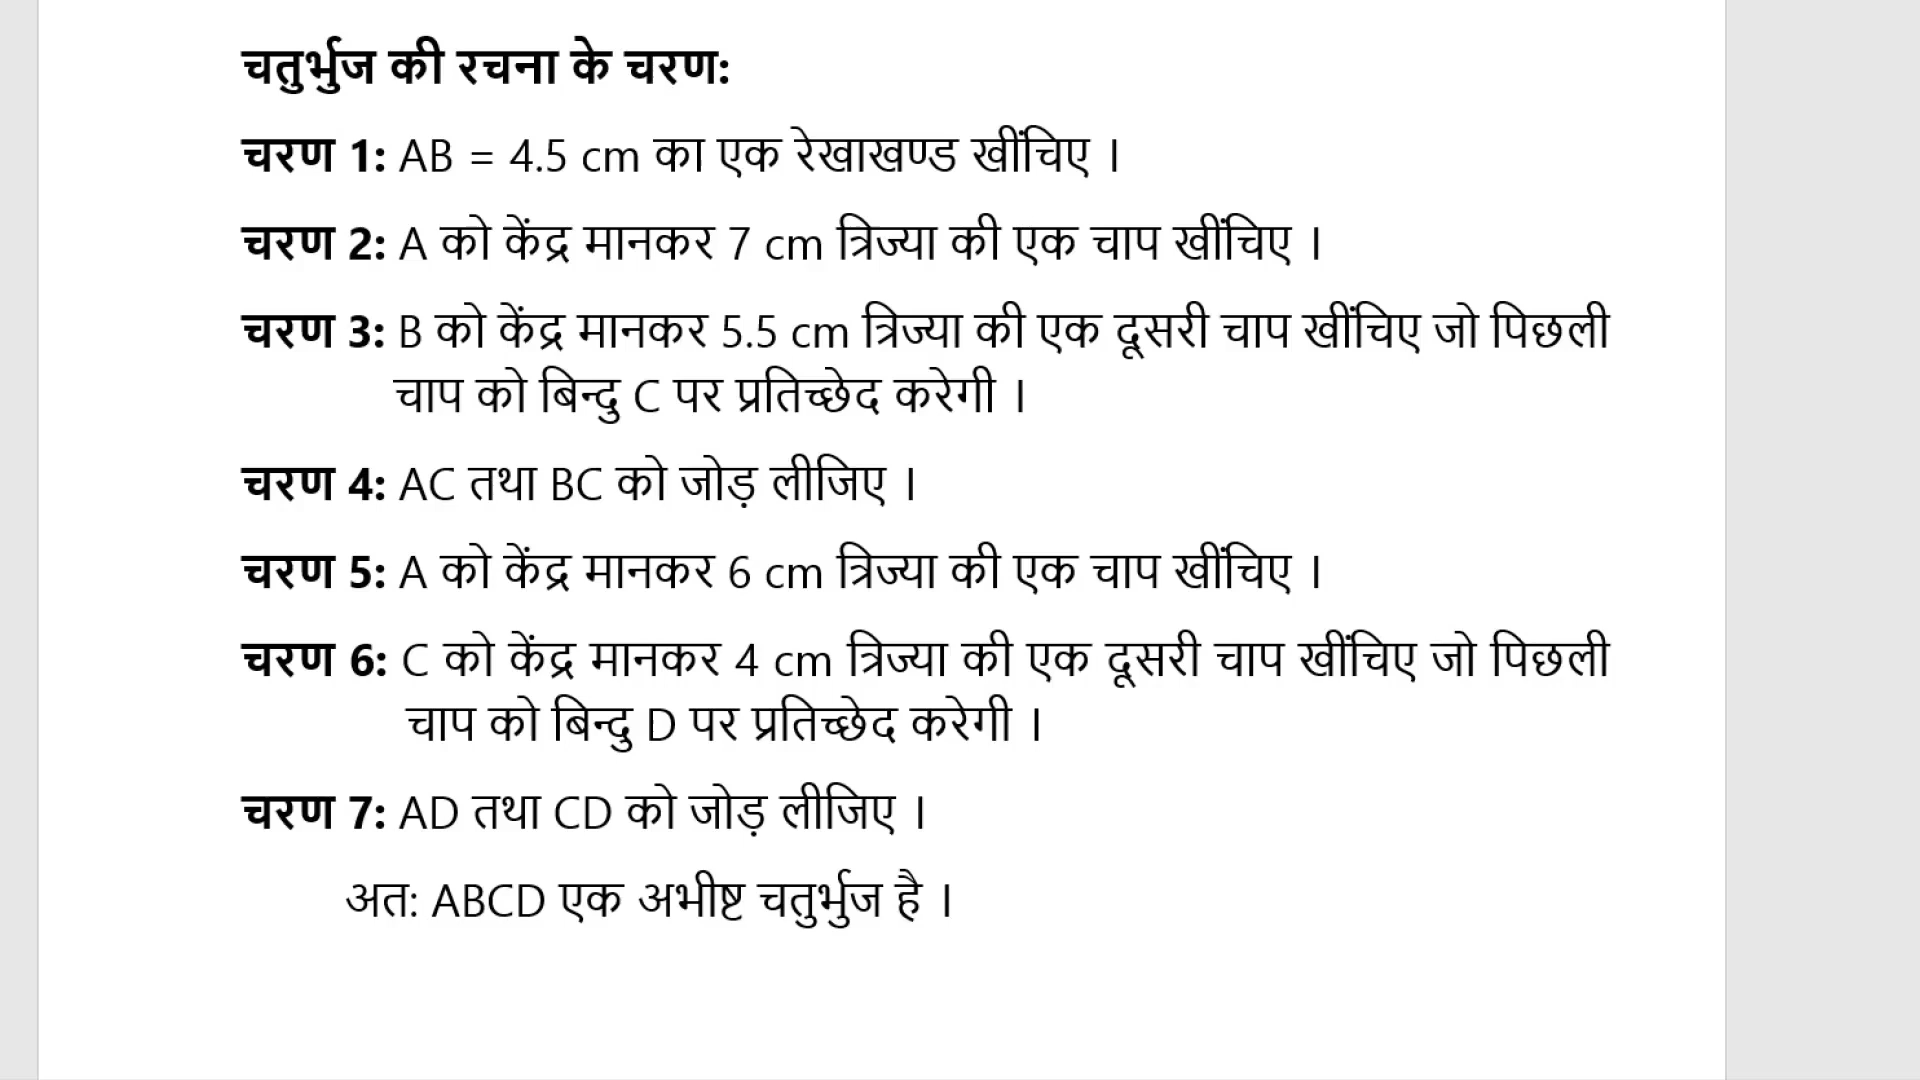 चतुर्भुज की रचना के चरण:
चरण 1: AB = 4.5 cm का एक रेखाखण्ड खींचिए ।
चरण 2: A को केंद्र मानकर 7 cm त्रिज्या की एक चाप खींचिए ।
चरण 3: B को केंद्र मानकर 5.5 cm त्रिज्या की एक दूसरी चाप खींचिए जो पिछली
चाप को बिन्दु C पर प्रतिच्छेद करेगी ।
चरण 4: AC तथा BC को जोड़ लीजिए ।
चरण 5: A को केंद्र मानकर 6 cm त्रिज्या की एक चाप खींचिए ।
चरण 6: C को केंद्र मानकर 4 cm त्रिज्या की एक दूसरी चाप खींचिए जो पिछली
चाप को बिन्दु D पर प्रतिच्छेद करेगी ।
चरण 7: AD तथा CD को जोड़ लीजिए ।
अत: ABCD एक अभीष्ट चतुर्भुज है ।